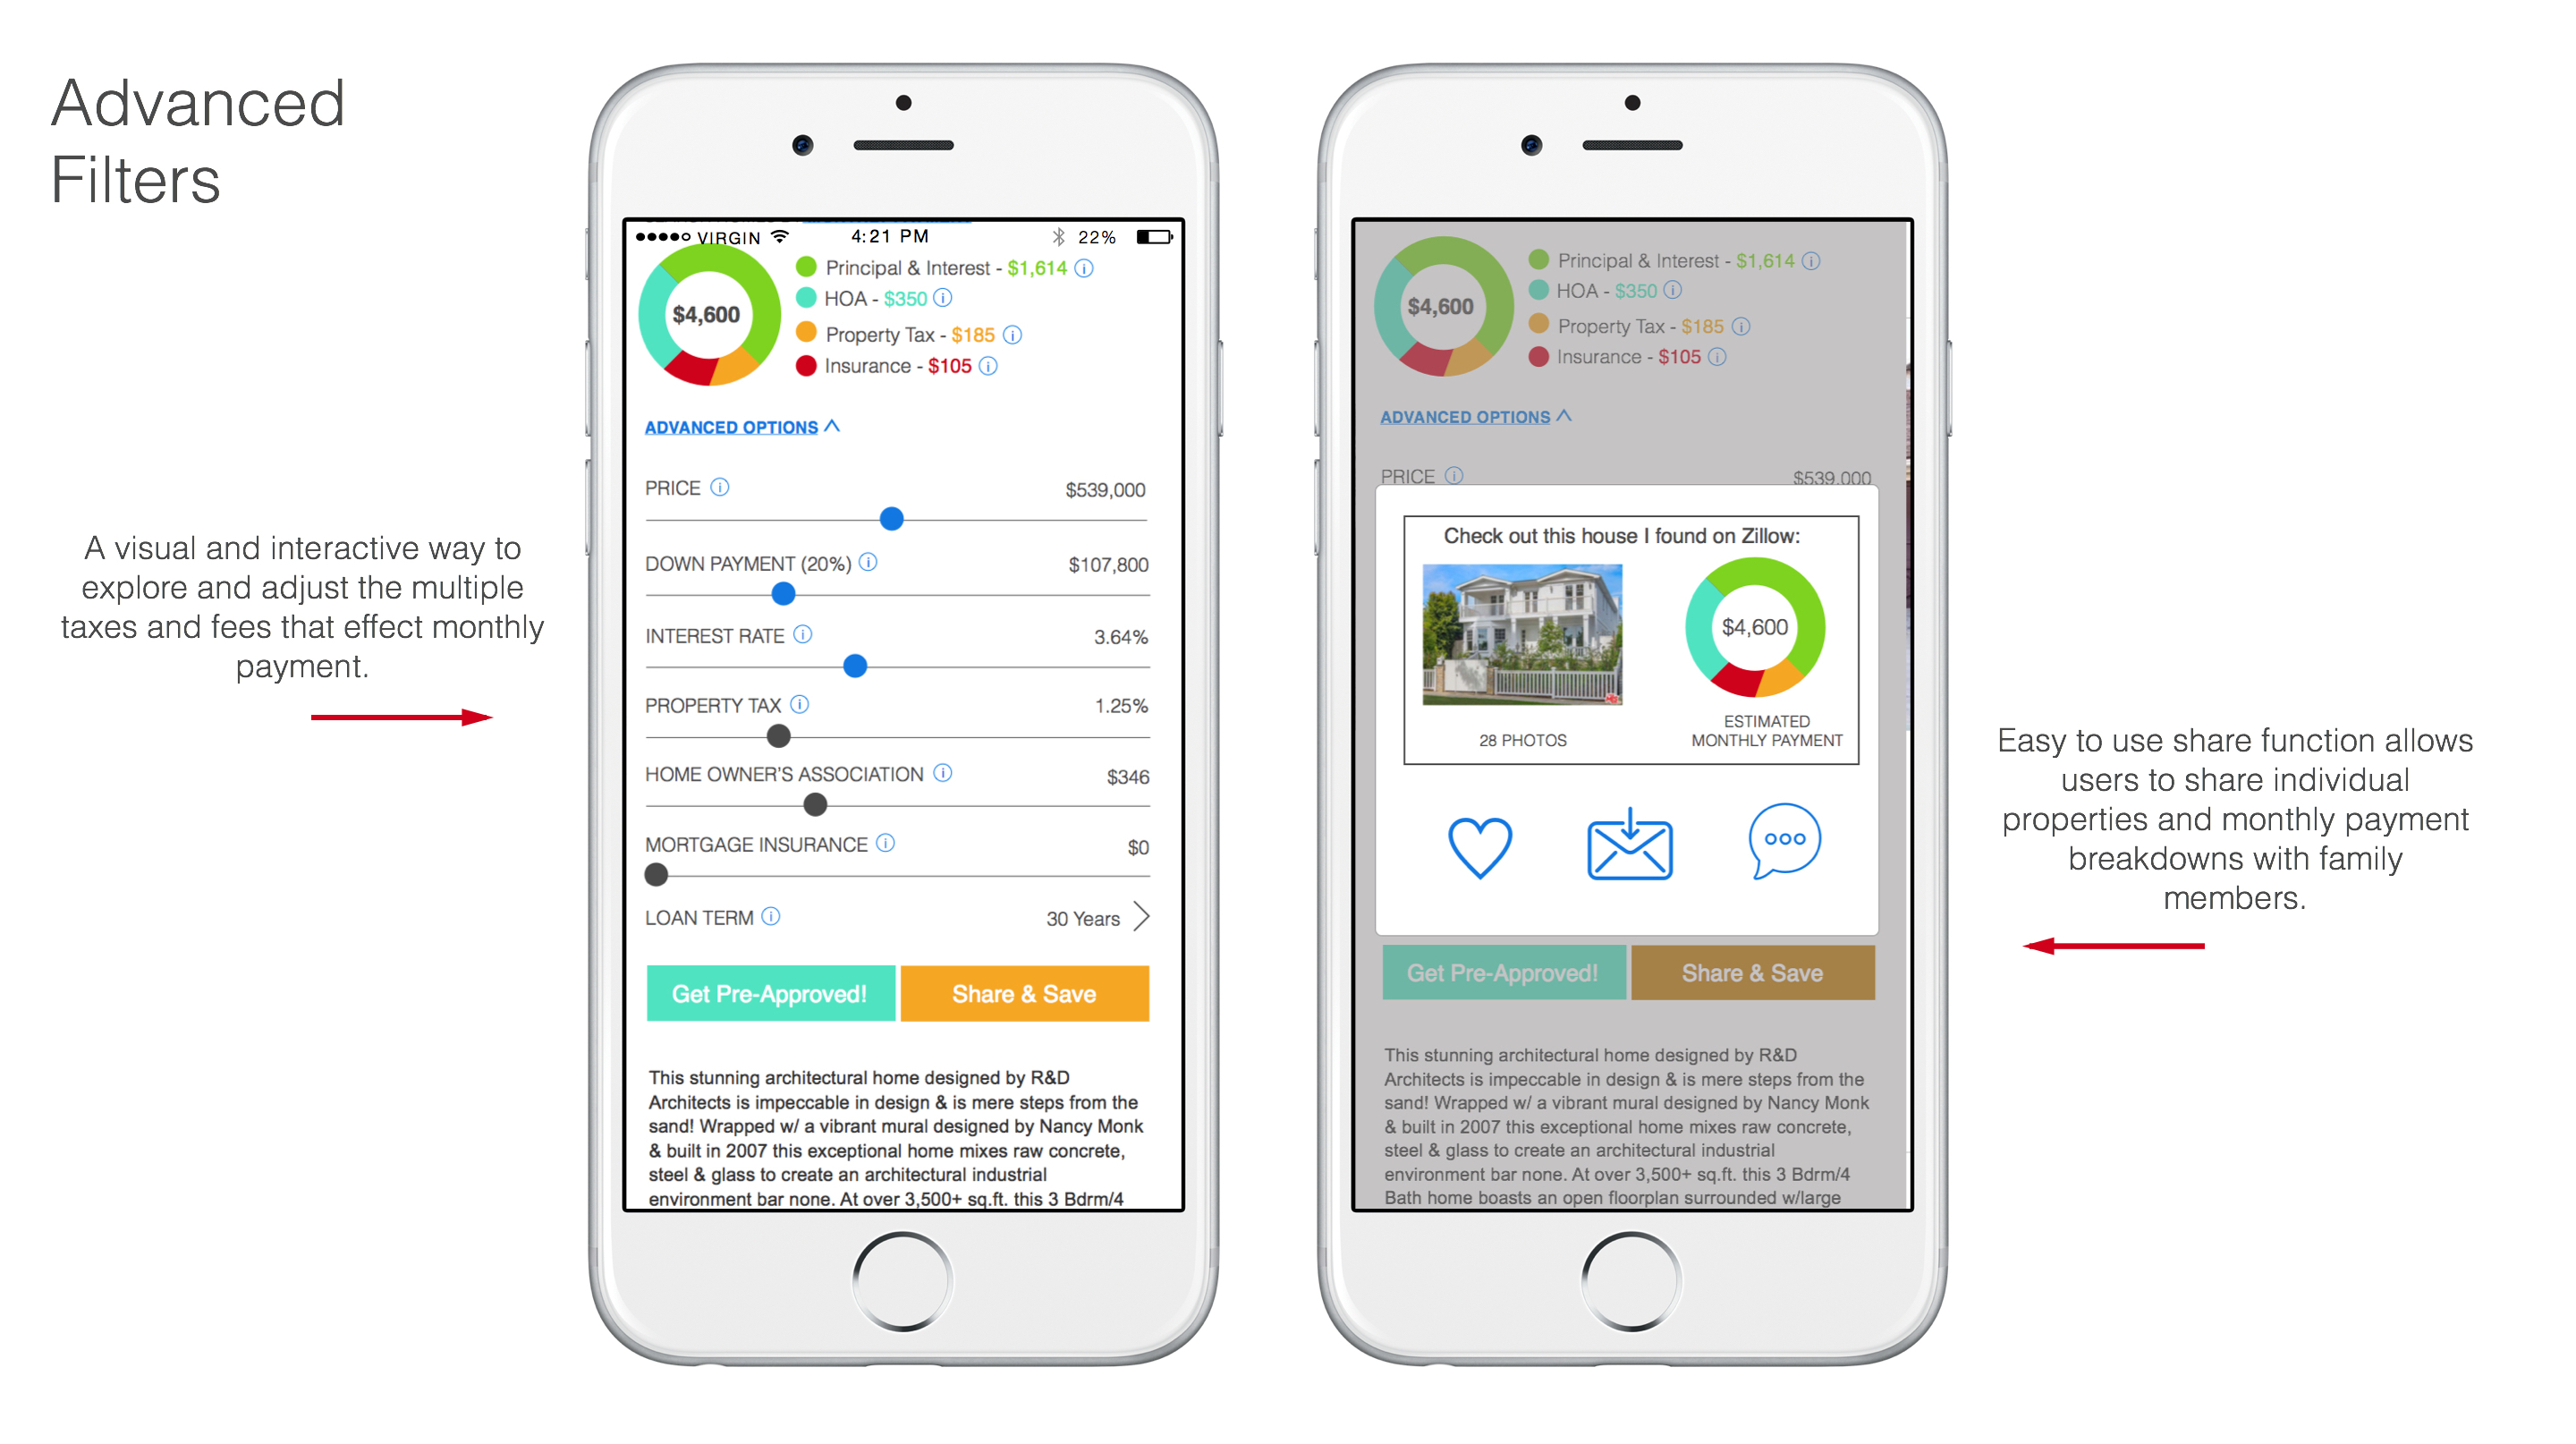 Advanced
Filters
A visual and interactive way to
explore and adjust the multiple
taxes and fees that effect monthly
payment.
VIRGIN
4:21 PM
22%
$4,600
Principal & Interest - $1,614
HOA - $350
Property Tax - $185
Insurance - $105
ADVANCED OPTIONS
PRICE
$539,000
DOWN PAYMENT (20%)
$107,800
INTEREST RATE
3.64%
PROPERTY TAX
1.25%
HOME OWNER'S ASSOCIATION
$346
MORTGAGE INSURANCE
$0
LOAN TERM
30 Years
Get Pre-Approved!
Share & Save
This stunning architectural home designed by R&D
Architects is impeccable in design & is mere steps from the
sand! Wrapped w/ a vibrant mural designed by Nancy Monk
& built in 2007 this exceptional home mixes raw concrete,
steel & glass to create an architectural industrial
environment bar none. At over 3,500+ sq.ft. this 3 Bdrm/4
$4,600
Principal & Interest - $1,614
HOA - $350
Property Tax - $185
Insurance - $105
ADVANCED OPTIONS
PRICE
$539,000
Check out this house I found on Zillow:
$4,600
28 PHOTOS
ESTIMATED
MONTHLY PAYMENT
Get Pre-Approved!
Share & Save
This stunning architectural home designed by R&D
Architects is impeccable in design & is mere steps from the
sand! Wrapped w/ a vibrant mural designed by Nancy Monk
& built in 2007 this exceptional home mixes raw concrete,
steel & glass to create an architectural industrial
environment bar none. At over 3,500+ sq.ft. this 3 Bdrm/4
Bath home boasts an open floorplan surrounded w/large
Easy to use share function allows
users to share individual
properties and monthly payment
breakdowns with family
members.